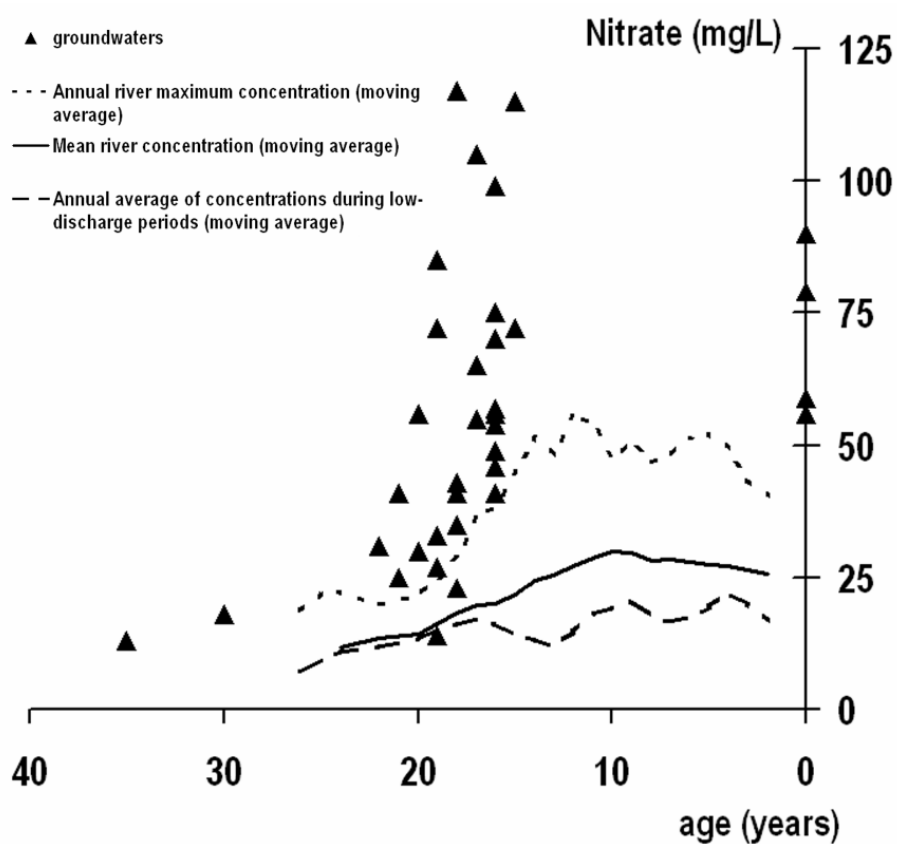 Nitrate (mg/L)
groundwaters
Annual river maximum concentration (moving
average)
Mean river concentration (moving average)
Annual average of concentrations during low-
discharge periods (moving average)
125
100
75
50
25
0
40 30 20 10 0
age (years)